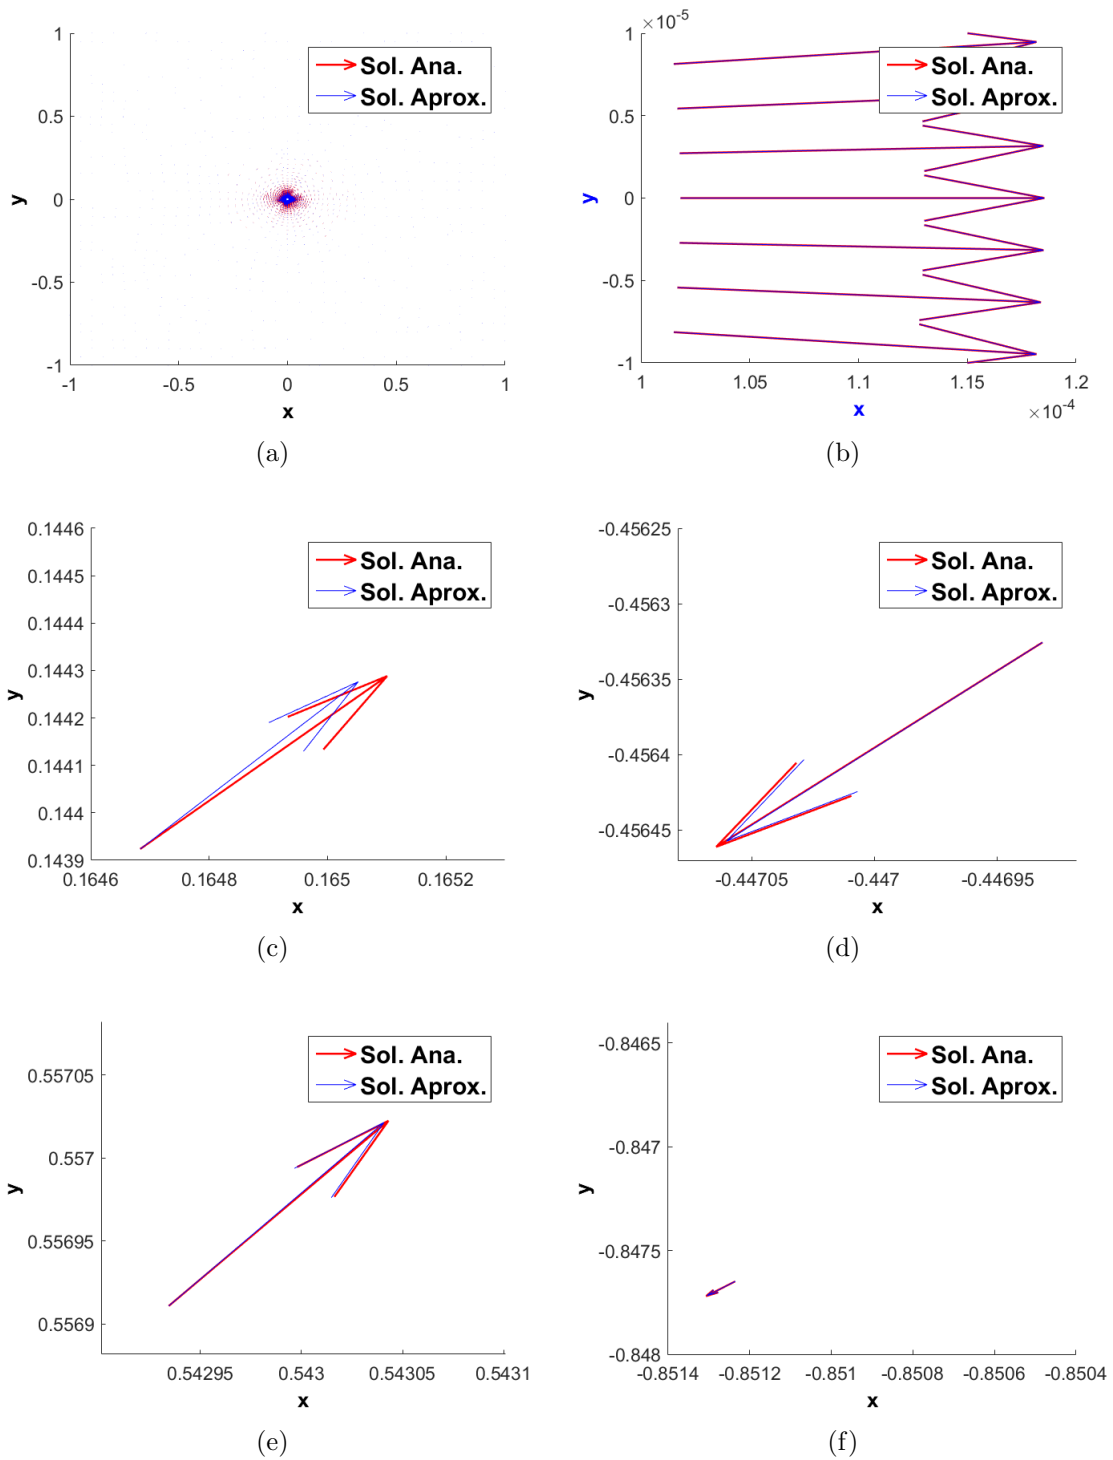 1
0.5
0
-0.5
-1
-1 -0.5 0 0.5 1
x
y
Sol. Ana.
Sol. Aprox.
(a)
×10-5
1
0.5
0
-0.5
-1
1 1.05 1.1 1.15 1.2
×10-4
x
y
Sol. Ana.
Sol. Aprox.
(b)
0.1446
0.1445
0.1444
0.1443
0.1442
0.1441
0.144
0.1439
0.1646 0.1648 0.165 0.1652
x
y
Sol. Ana.
Sol. Aprox.
(c)
-0.45625
-0.4563
-0.45635
-0.4564
-0.45645
-0.44705 -0.447 -0.44695
x
y
Sol. Ana.
Sol. Aprox.
(d)
0.55705
0.557
0.55695
0.5569
0.54295 0.543 0.54305 0.5431
x
y
Sol. Ana.
Sol. Aprox.
(e)
-0.8465
-0.847
-0.8475
-0.848
-0.8514 -0.8512 -0.851 -0.8508 -0.8506 -0.8504
x
y
Sol. Ana.
Sol. Aprox.
(f)